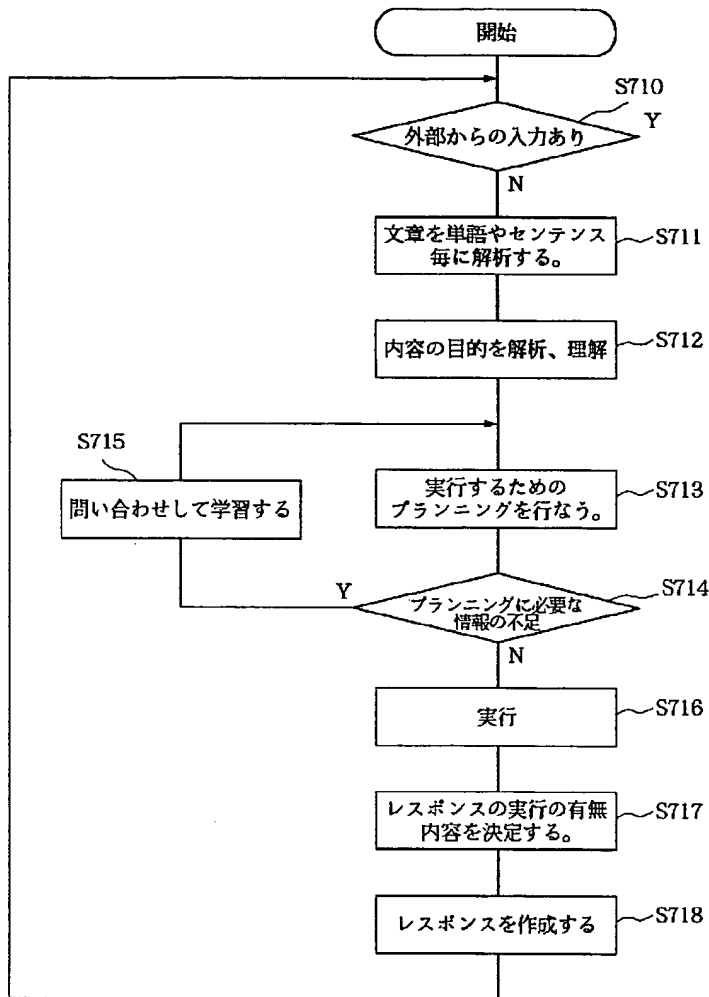 開始
S710
外部からの入力あり
Y
N
文章を単語やセンテンス
毎に解析する。
S711
内容の目的を解析、理解
S712
S715
問い合わせして学習する
実行するための
プランニングを行なう。
S713
Y
プランニングに必要な
情報の不足
S714
N
実行
S716
レスポンスの実行の有無
内容を決定する。
S717
レスポンスを作成する
S718